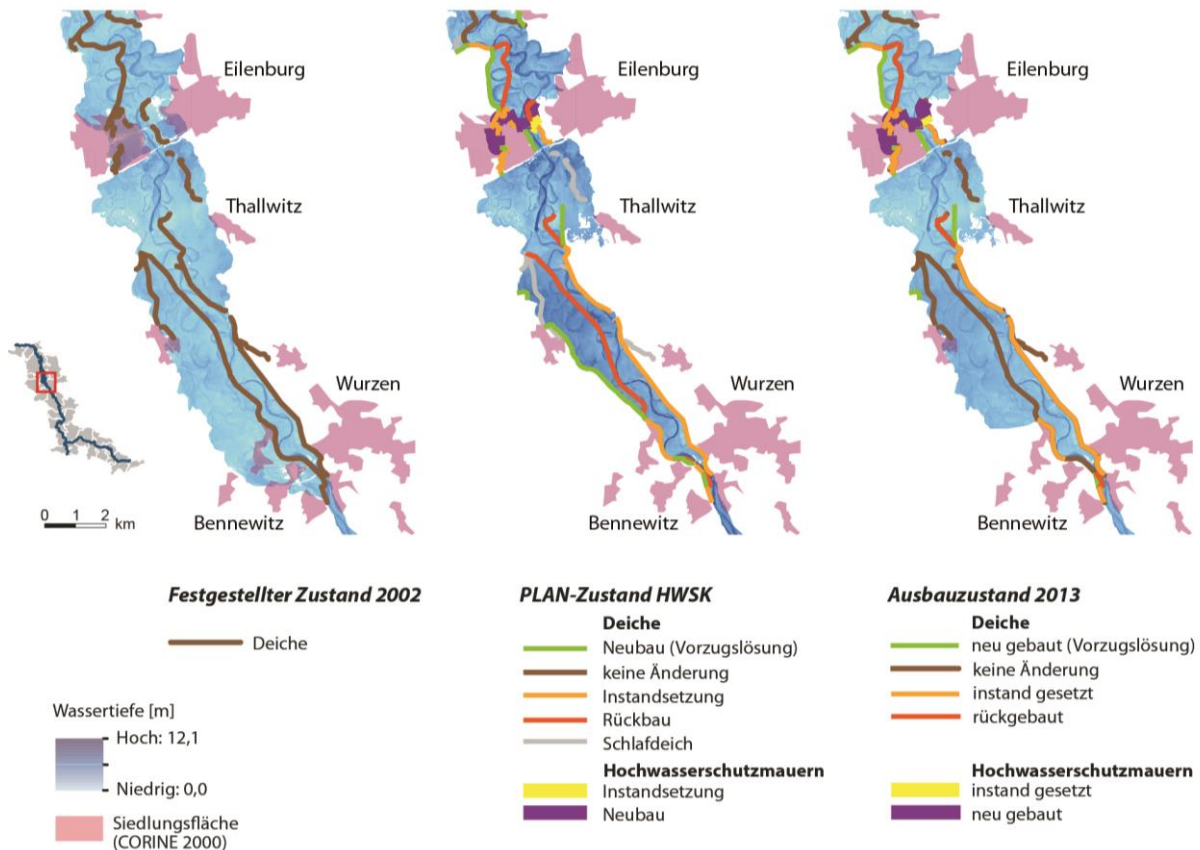 Eilenburg
Thallwitz
Wurzen
Bennewitz
0 1 2 km
Eilenburg
Thallwitz
Wurzen
Bennewitz
Eilenburg
Thallwitz
Wurzen
Bennewitz
Festgestellter Zustand 2002
Deiche
Wassertiefe [m]
Hoch: 12,1
Niedrig: 0,0
Siedlungsfläche
(CORINE 2000)
PLAN-Zustand HWSK
Deiche
Neubau (Vorzugslösung)
keine Änderung
Instandsetzung
Rückbau
Schlafdeich
Hochwasserschutzmauern
Instandsetzung
Neubau
Ausbauzustand 2013
Deiche
neu gebaut (Vorzugslösung)
keine Änderung
instand gesetzt
rückgebaut
Hochwasserschutzmauern
instand gesetzt
neu gebaut